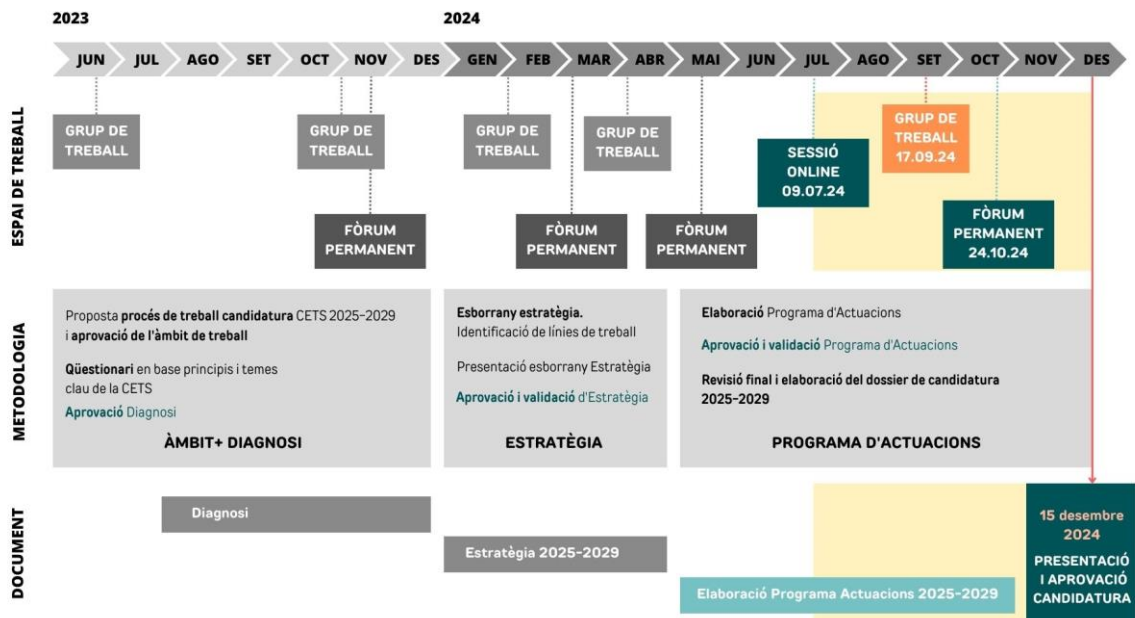 2023
2024
JUN JUL AGO SET OCT NOV DES GEN FEB MAR ABR MAI JUN JUL AGO SET OCT NOV DES
ESPAI DE TREBALL
GRUP DE
TREBALL
GRUP DE
TREBALL
GRUP DE
TREBALL
GRUP DE
TREBALL
SESSIÓ
ONLINE
09.07.24
GRUP DE
TREBALL
17.09.24
FÒRUM
PERMANENT
FÒRUM
PERMANENT
FÒRUM
PERMANENT
FÒRUM
PERMANENT
24.10.24
METODOLOGIA
Proposta procés de treball candidatura CETS 2025-2029
i aprovació de l'àmbit de treball
Qüestionari en base principis i temes
clau de la CETS
Aprovació Diagnosi
ÀMBIT+ DIAGNOSI
Esborrany estratègia.
Identificació de línies de treball
Presentació esborrany Estratègia
Aprovació i validació d'Estratègia
ESTRATÈGIA
Elaboració Programa d'Actuacions
Aprovació i validació Programa d'Actuacions
Revisió final i elaboració del dossier de candidatura
2025-2029
PROGRAMA D'ACTUACIONS
DOCUMENT
Diagnosi
Estratègia 2025-2029
Elaboració Programa Actuacions 2025-2029
15 desembre
2024
PRESENTACIÓ
I APROVACIÓ
CANDIDATURA